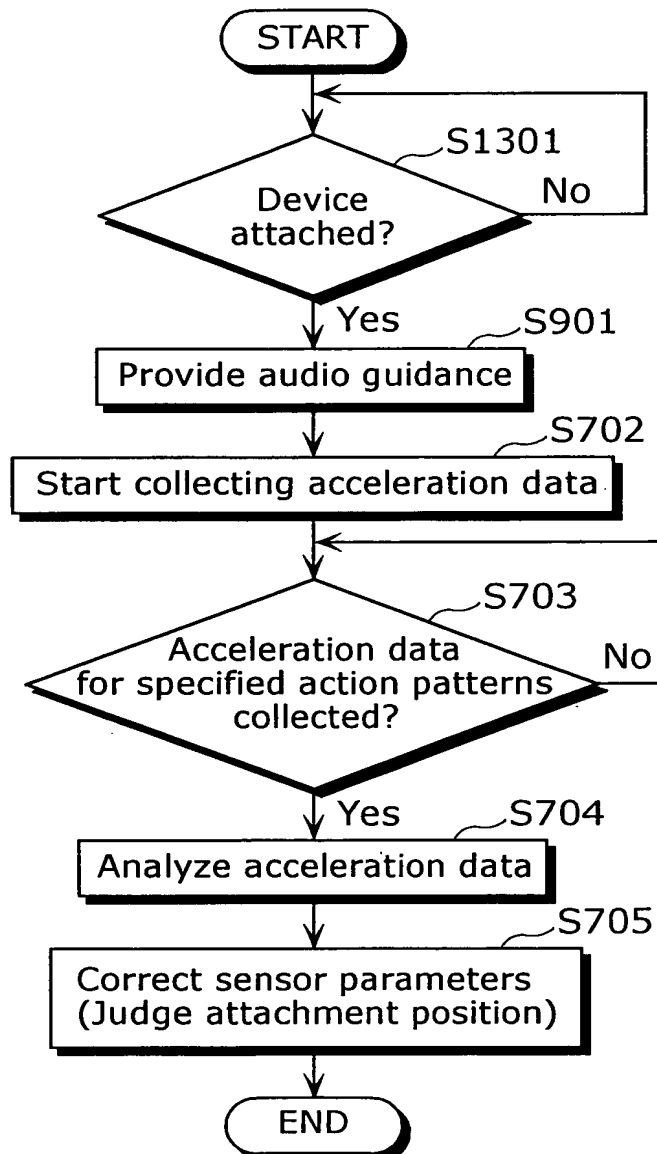 START
S1301
Device
attached?
No
Yes
S901
Provide audio guidance
S702
Start collecting acceleration data
S703
Acceleration data
for specified action patterns
collected?
No
Yes
S704
Analyze acceleration data
S705
Correct sensor parameters
(Judge attachment position)
END